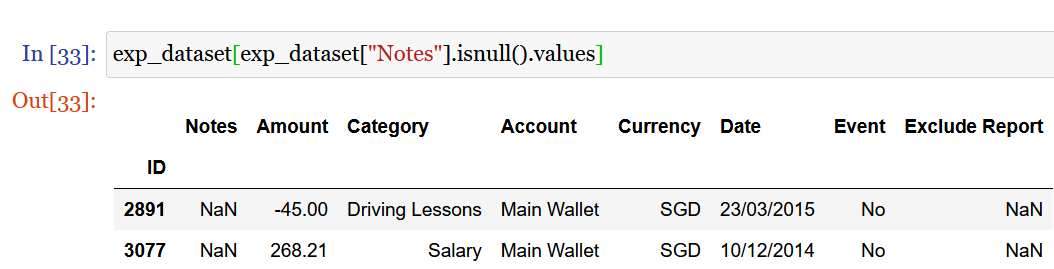 In [33]: exp_dataset[exp_dataset["Notes"].isnull().values]
Out[33]:
Notes Amount Category Account Currency Date Event Exclude Report
ID
2891 NaN -45.00 Driving Lessons Main Wallet SGD 23/03/2015 No NaN
3077 NaN 268.21 Salary Main Wallet SGD 10/12/2014 No NaN